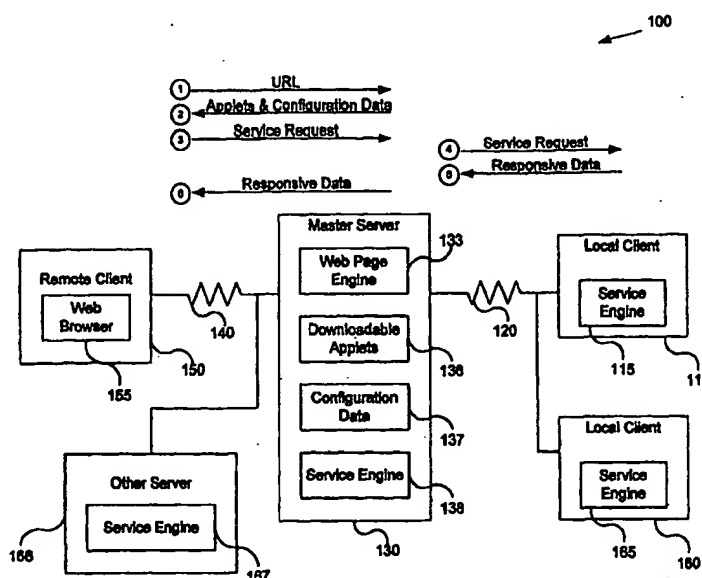 100
1 URL
2 Applets & Configuration Data
3 Service Request
4 Service Request
Responsive Data
6 Responsive Data
Master Server
133
Web Page
Engine
Remote Client
Web
Browser
155
150
140
Downloadable
Applets
136
Configuration
Data
137
Service Engine
138
130
120
Local Client
Service
Engine
115
11
Local Client
Service
Engine
165
160
Other Server
Service Engine
166
167